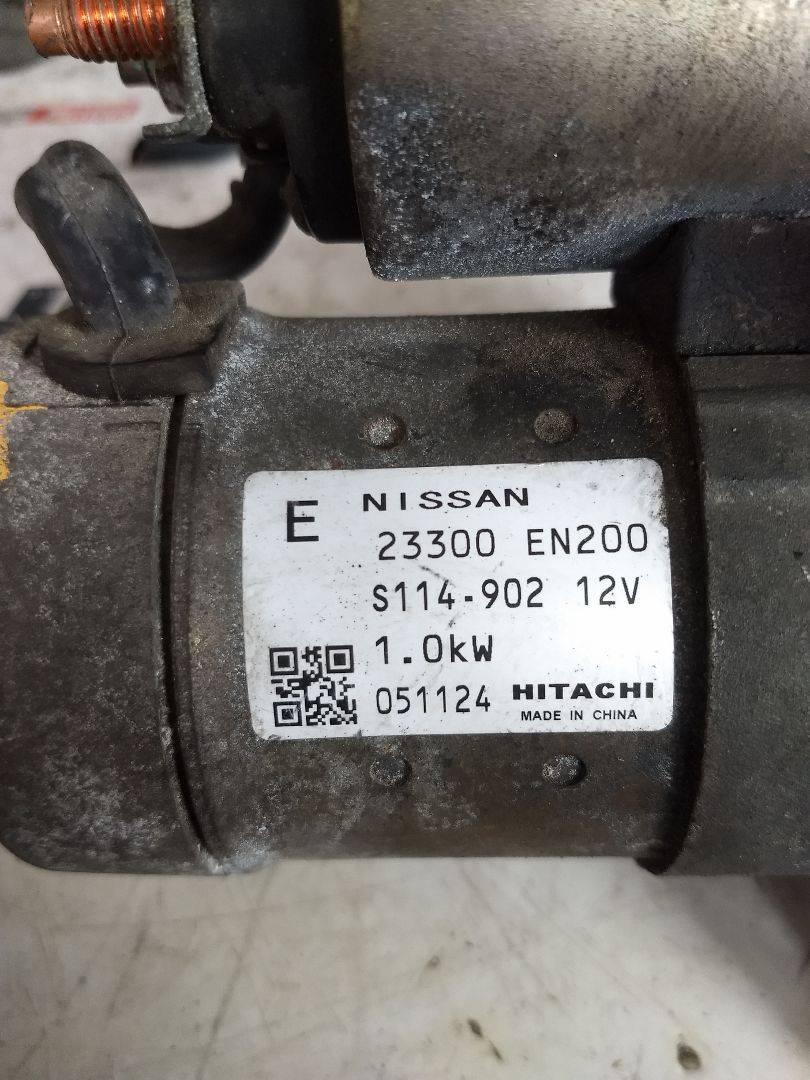 E NISSAN
23300 EN200
S114-902 12V
1.0kW
051124 HITACHI
MADE IN CHINA